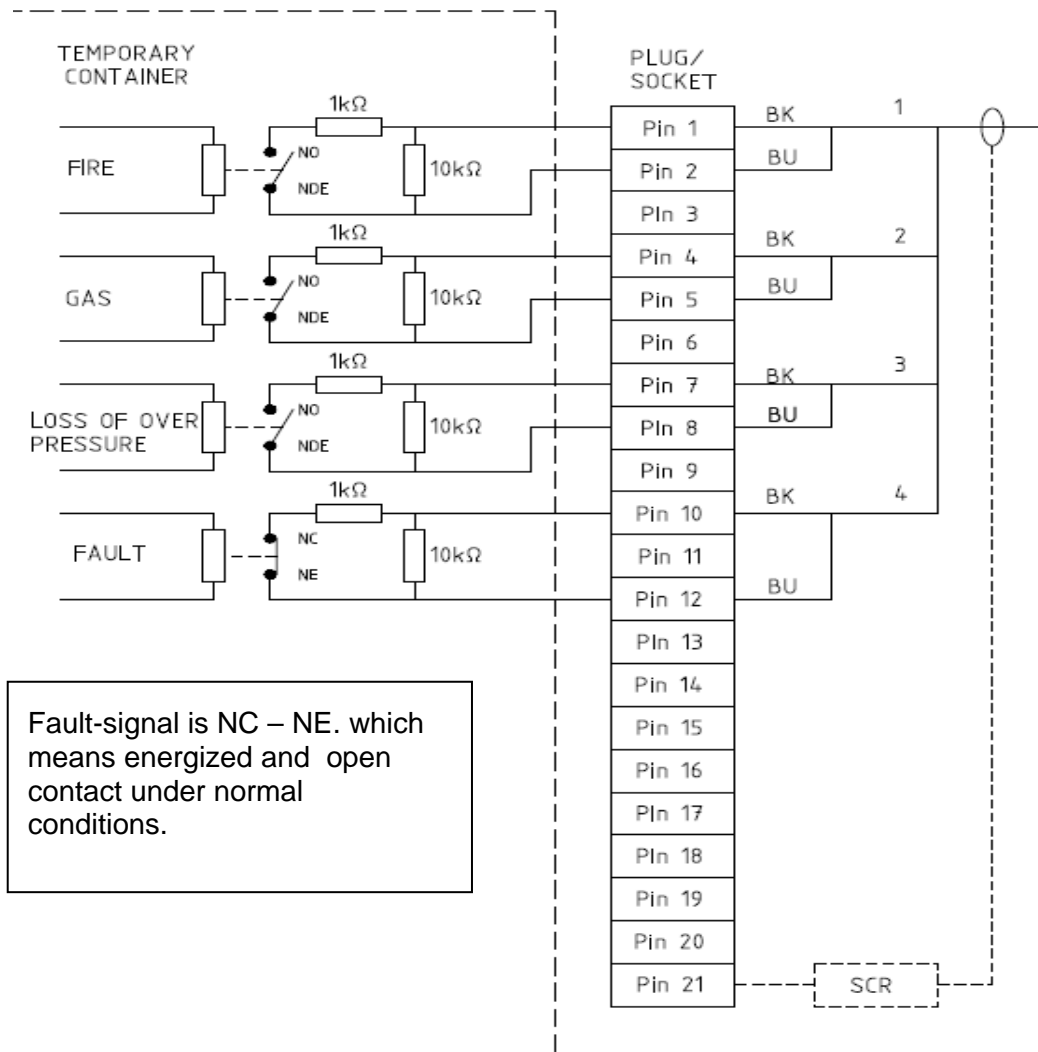 TEMPORARY
CONTAINER
PLUG/
SOCKET
1kΩ
FIRE
NO
NDE
10kΩ
Pin 1
BK
1
Pin 2
BU
PIn 3
1kΩ
GAS
NO
NDE
10kΩ
Pin 4
BK
2
Pin 5
BU
Pin 6
1kΩ
LOSS OF OVER
PRESSURE
NO
NDE
10kΩ
Pin 7
BK
3
PIn 8
BU
Pin 9
1kΩ
FAULT
NC
NE
10kΩ
Pin 10
BK
4
Pin 11
Pin 12
BU
PIn 13
Pin 14
Pin 15
Pin 16
PIn 17
PIn 18
Pin 19
Pin 20
Pin 21
SCR
Fault-signal is NC – NE. which
means energized and open
contact under normal
conditions.